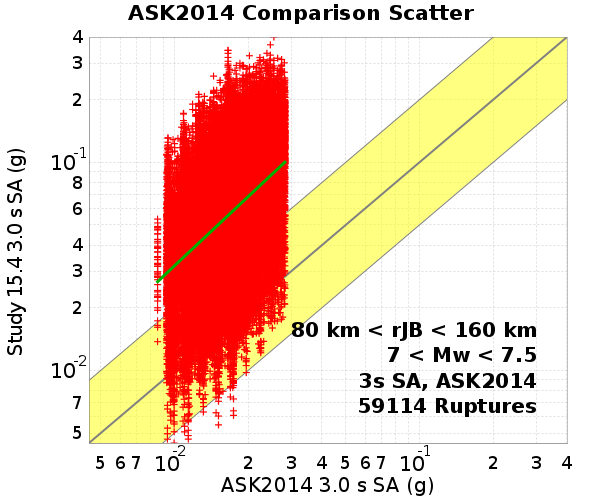 ASK2014 Comparison Scatter
Study 15.4 3.0 s SA (g)
4
3
2
10-1
8
6
4
3
2
10-2
7
5
80 km < rJB < 160 km
7 < Mw < 7.5
3s SA, ASK2014
59114 Ruptures
5 6 7 10-2 2 3 4 5 6 7 10-1 2 3 4
ASK2014 3.0 s SA (g)